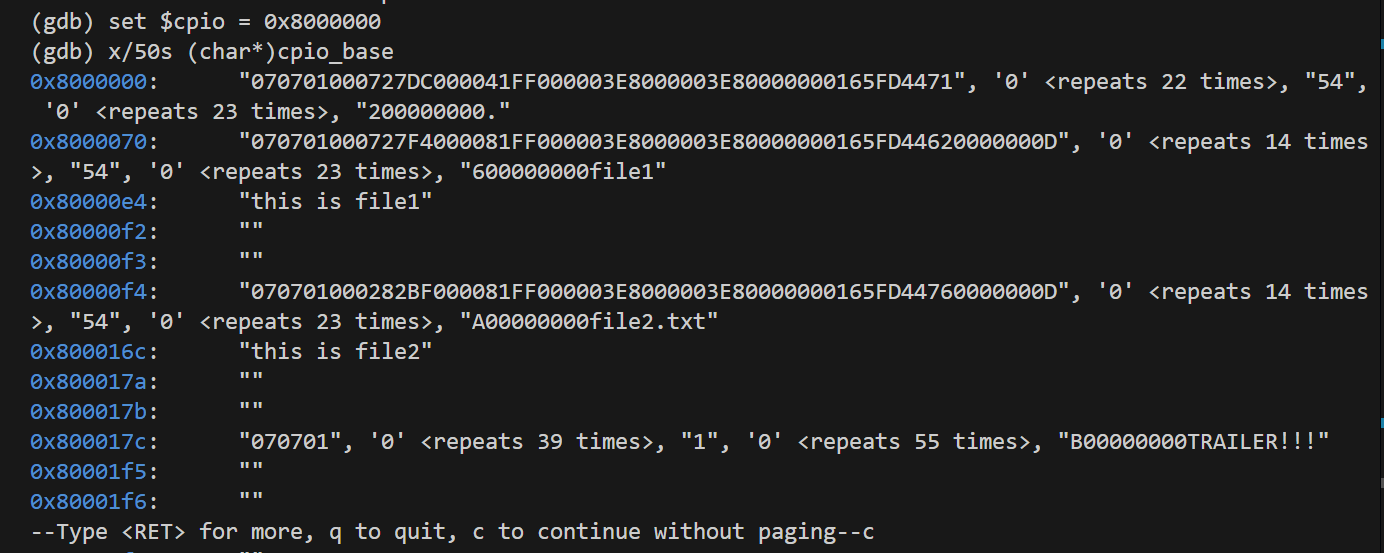 (gdb) set $cpio = 0x8000000
(gdb) x/50s (char*)cpio_base
0x8000000:      "070701000727DC000041FF000003E8000003E80000000165FD4471", '0' <repeats 22 times>, "54",
 '0' <repeats 23 times>, "200000000."
0x8000070:      "070701000727F4000081FF000003E8000003E80000000165FD44620000000D", '0' <repeats 14 times
>, "54", '0' <repeats 23 times>, "600000000file1"
0x80000e4:      "this is file1"
0x80000f2:      ""
0x80000f3:      ""
0x80000f4:      "070701000282BF000081FF000003E8000003E80000000165FD44760000000D", '0' <repeats 14 times
>, "54", '0' <repeats 23 times>, "A00000000file2.txt"
0x800016c:      "this is file2"
0x800017a:      ""
0x800017b:      ""
0x800017c:      "070701", '0' <repeats 39 times>, "1", '0' <repeats 55 times>, "B00000000TRAILER!!!"
0x80001f5:      ""
0x80001f6:      ""
--Type <RET> for more, q to quit, c to continue without paging--c